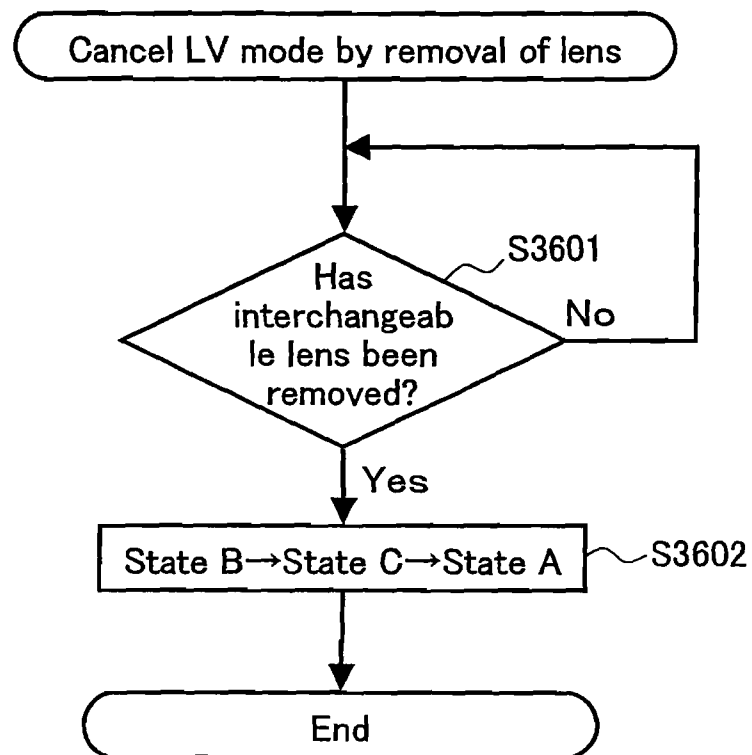 Cancel LV mode by removal of lens
S3601
Has
interchangeab
le lens been
removed?
No
Yes
State B→State C→State A
S3602
End